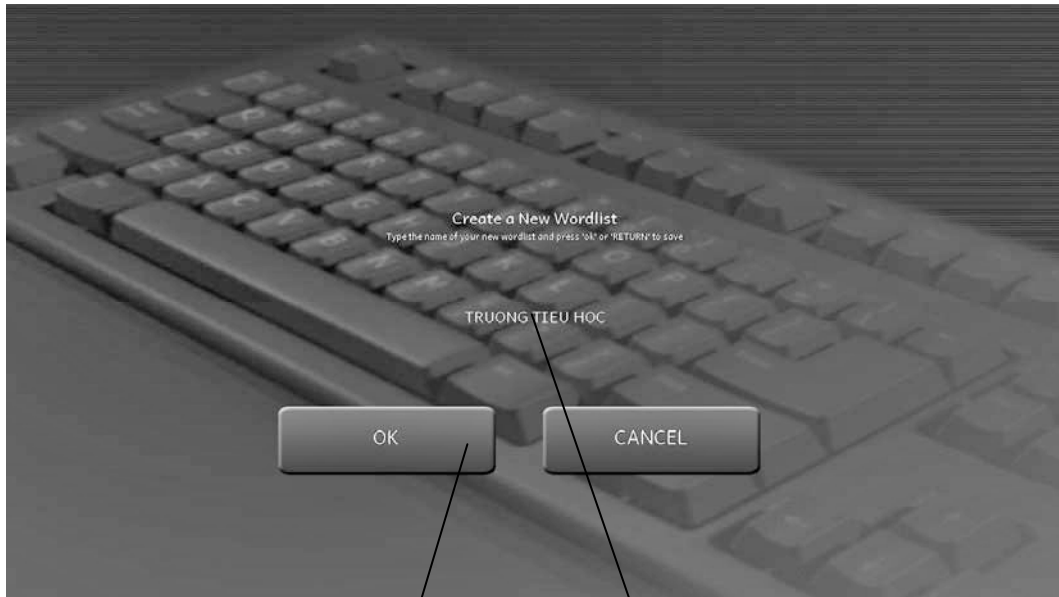 Create a New Wordlist
Type the name of your new wordlist and press 'ok' or 'RETURN' to save
TRUONG TIEU HOC
OK
CANCEL